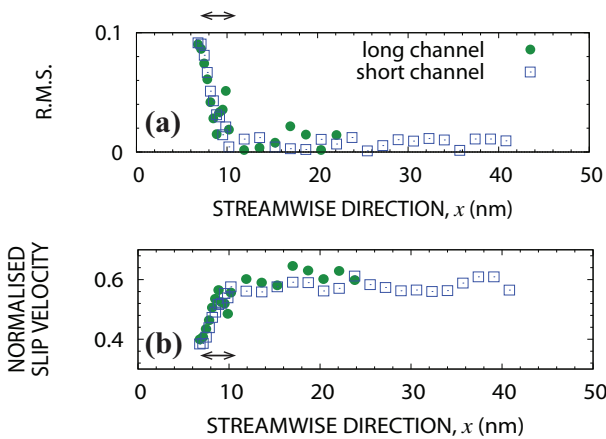 0.1
long channel
short channel
R.M.S.
(a)
0
0 10 20 30 40 50
STREAMWISE DIRECTION, x (nm)
NORMALISED
SLIP VELOCITY
0.6
0.4
(b)
0 10 20 30 40 50
STREAMWISE DIRECTION, x (nm)